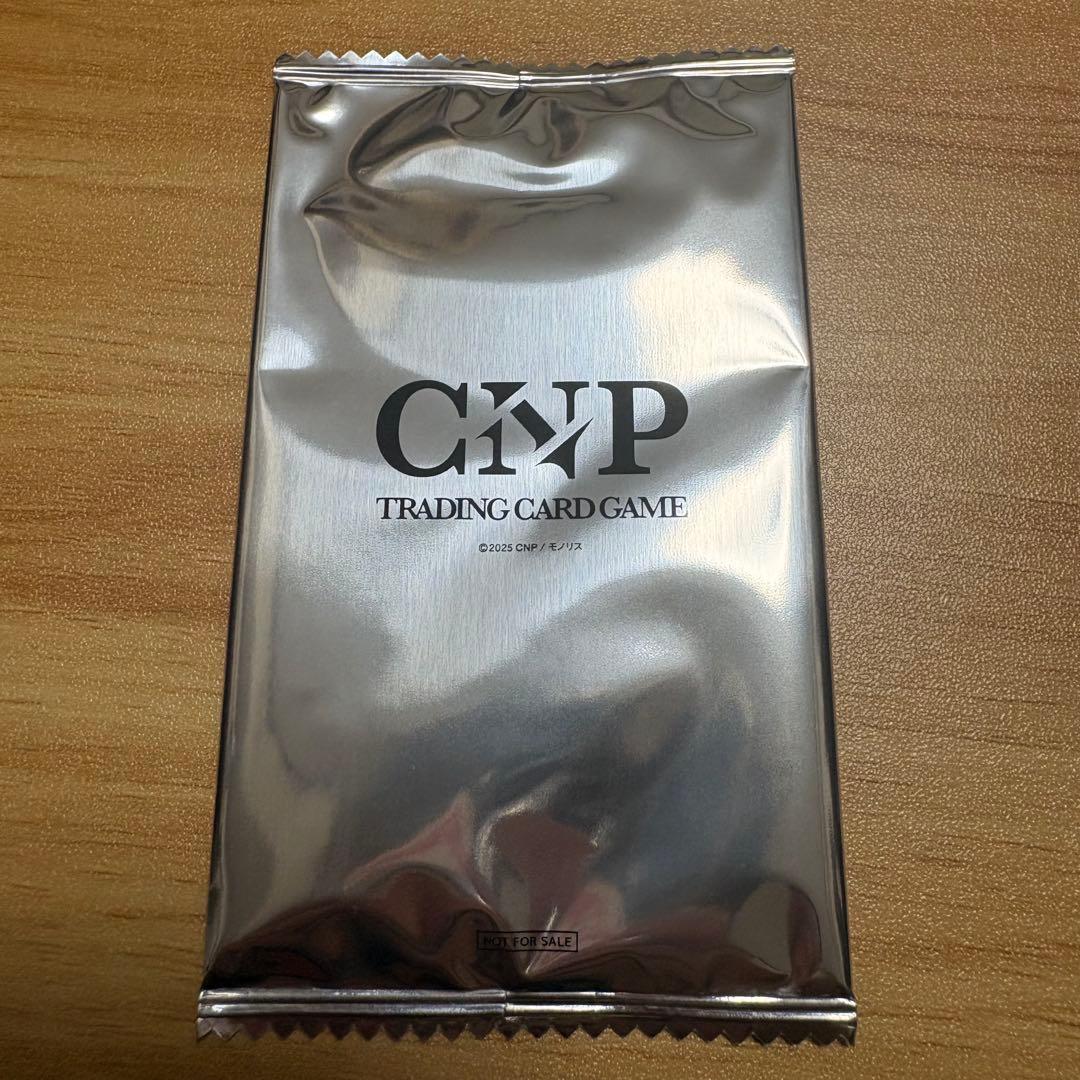 CNP
TRADING CARD GAME
©2025 CNP / モノリス
NOT FOR SALE